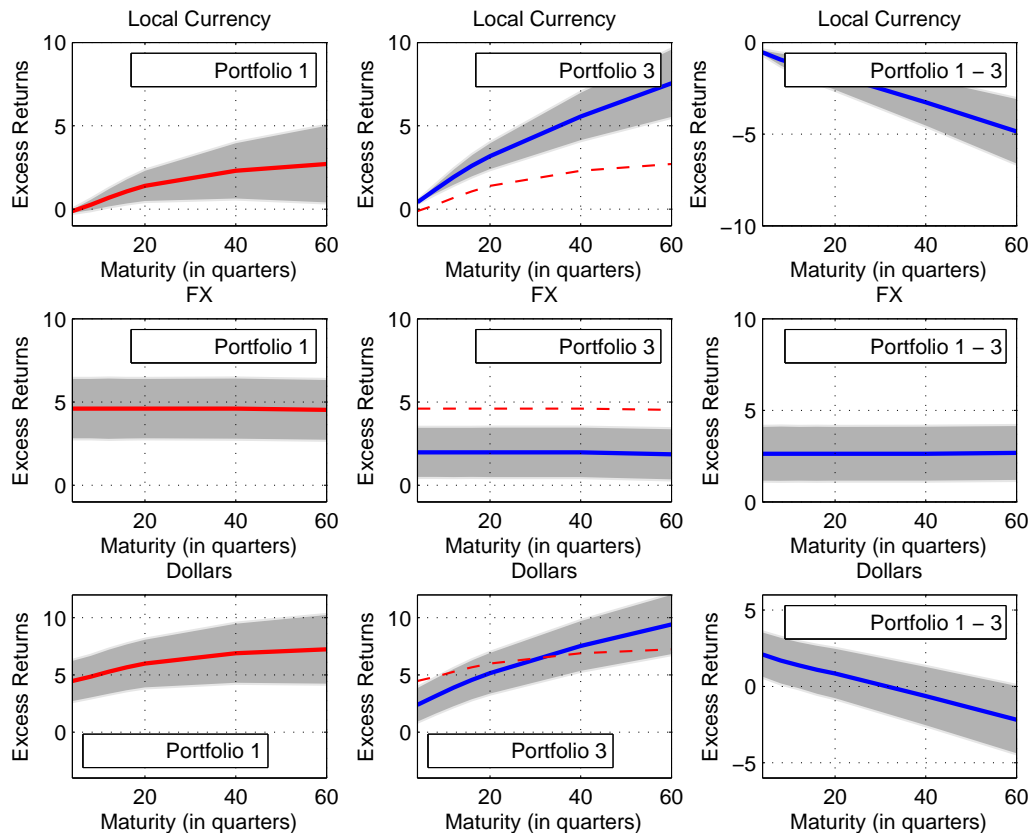 Local Currency
Local Currency
Local Currency
Excess Returns
10
5
0
Portfolio 1
20
40
60
Maturity (in quarters)
Excess Returns
10
5
0
Portfolio 3
20
40
60
Maturity (in quarters)
Excess Returns
0
−5
−10
Portfolio 1 − 3
20
40
60
Maturity (in quarters)
FX
FX
FX
Excess Returns
10
5
0
Portfolio 1
20
40
60
Maturity (in quarters)
Excess Returns
10
5
0
Portfolio 3
20
40
60
Maturity (in quarters)
Excess Returns
10
5
0
Portfolio 1 − 3
20
40
60
Maturity (in quarters)
Dollars
Dollars
Dollars
Excess Returns
10
5
0
Portfolio 1
20
40
60
Maturity (in quarters)
Excess Returns
10
5
0
Portfolio 3
20
40
60
Maturity (in quarters)
Excess Returns
5
0
−5
Portfolio 1 − 3
20
40
60
Maturity (in quarters)